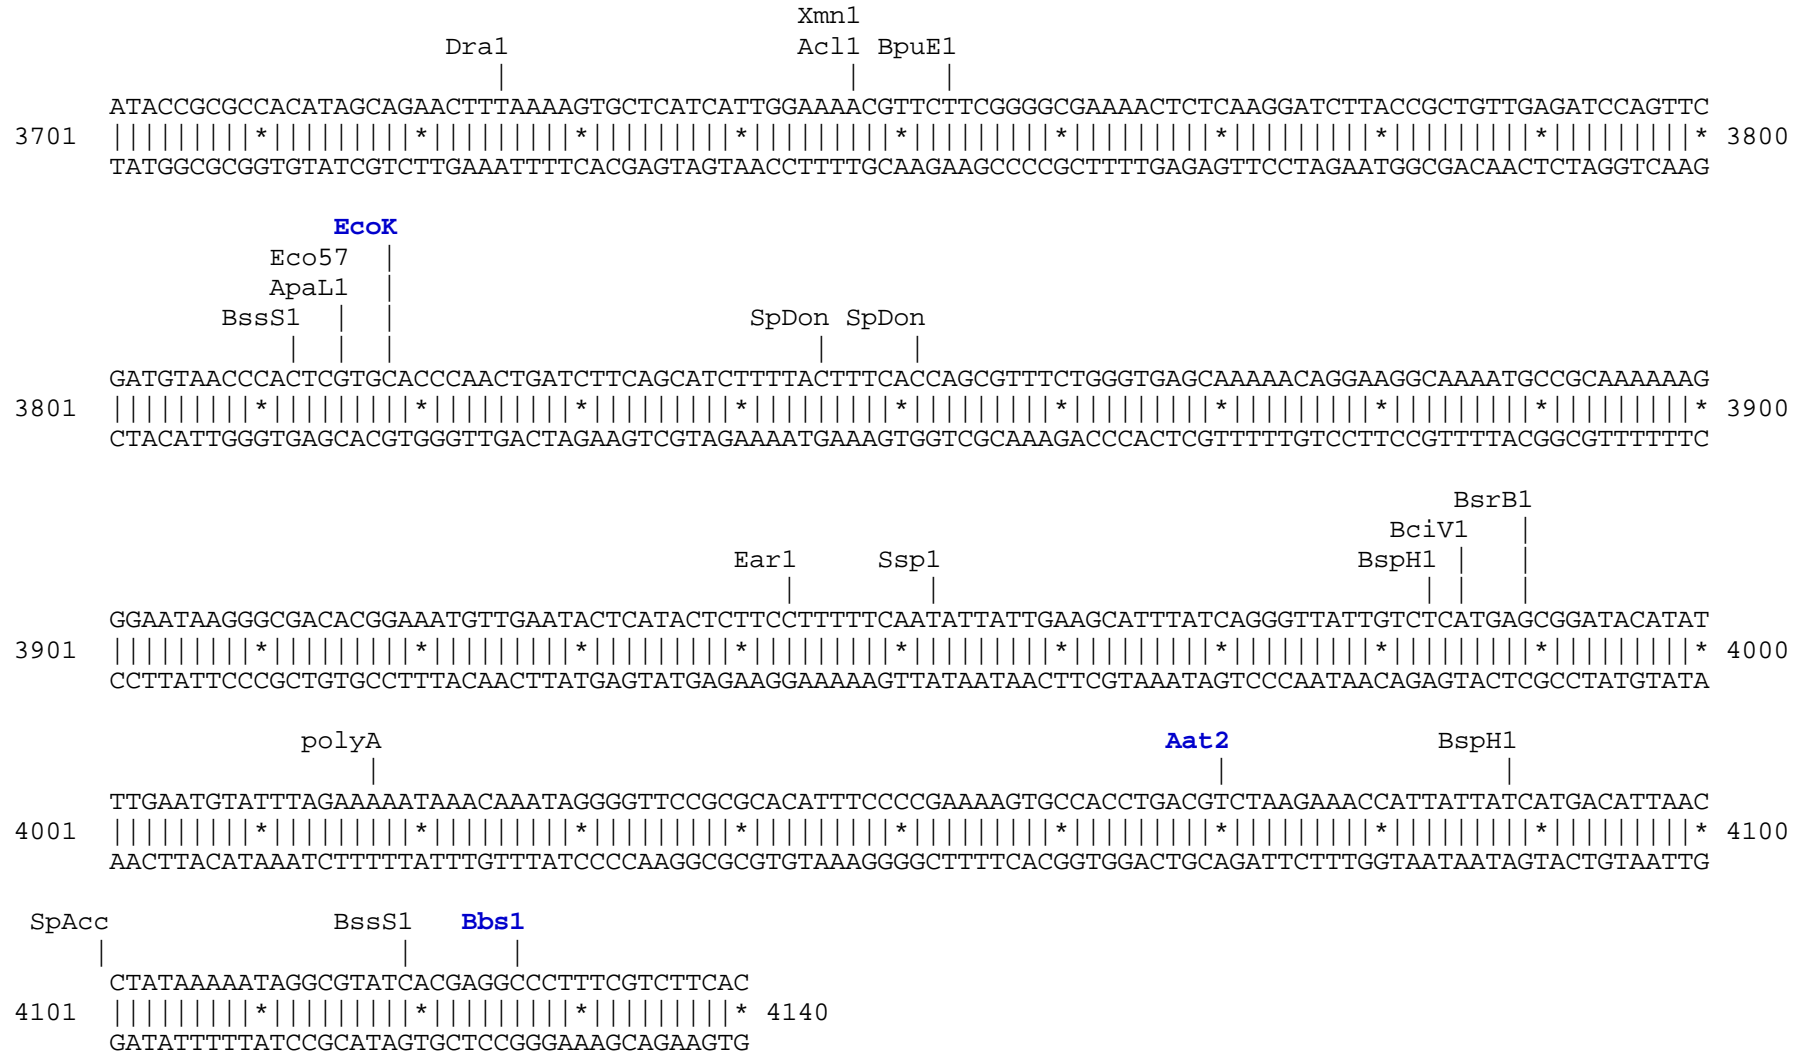 Xmn1
Dra1 Acl1 BpuE1
| | |
ATACCGCGCCACATAGCAGAACTTTAAAAGTGCTCATCATTGGAAAACGTTCTTCGGGGCGAAAACTCTCAAGGATCTTACCGCTGTTGAGATCCAGTTC
3701 |||||||||*|||||||||*|||||||||*|||||||||*|||||||||*|||||||||*|||||||||*|||||||||*|||||||||*|||||||||* 3800
TATGGCGCGGTGTATCGTCTTGAAATTTTCACGAGTAGTAACCTTTTGCAAGAAGCCCCGCTTTTGAGAGTTCCTAGAATGGCGACAACTCTAGGTCAAG
EcoK
Eco57 |
ApaL1 |
BssS1 | | SpDon SpDon
| | | | |
GATGTAACCCACTCGTGCACCCAACTGATCTTCAGCATCTTTTACTTTCACCAGCGTTTCTGGGTGAGCAAAAACAGGAAGGCAAAATGCCGCAAAAAAG
3801 |||||||||*|||||||||*|||||||||*|||||||||*|||||||||*|||||||||*|||||||||*|||||||||*|||||||||*|||||||||* 3900
CTACATTGGGTGAGCACGTGGGTTGACTAGAAGTCGTAGAAAATGAAAGTGGTCGCAAAGACCCACTCGTTTTTGTCCTTCCGTTTTACGGCGTTTTTTC
BsrB1
BciV1 |
Ear1 Ssp1 BspH1 | |
| | | | |
GGAATAAGGGCGACACGGAAATGTTGAATACTCATACTCTTCCTTTTTCAATATTATTGAAGCATTTATCAGGGTTATTGTCTCATGAGCGGATACATAT
3901 |||||||||*|||||||||*|||||||||*|||||||||*|||||||||*|||||||||*|||||||||*|||||||||*|||||||||*|||||||||* 4000
CCTTATTCCCGCTGTGCCTTTACAACTTATGAGTATGAGAAGGAAAAAGTTATAATAACTTCGTAAATAGTCCCAATAACAGAGTACTCGCCTATGTATA
polyA Aat2 BspH1
| | |
TTGAATGTATTTAGAAAAATAAACAAATAGGGGTTCCGCGCACATTTCCCCGAAAAGTGCCACCTGACGTCTAAGAAACCATTATTATCATGACATTAAC
4001 |||||||||*|||||||||*|||||||||*|||||||||*|||||||||*|||||||||*|||||||||*|||||||||*|||||||||*|||||||||* 4100
AACTTACATAAATCTTTTTATTTGTTTATCCCCAAGGCGCGTGTAAAGGGGCTTTTCACGGTGGACTGCAGATTCTTTGGTAATAATAGTACTGTAATTG
SpAcc BssS1 Bbs1
| | |
CTATAAAAATAGGCGTATCACGAGGCCCTTTCGTCTTCAC
4101 |||||||||*|||||||||*|||||||||*|||||||||* 4140
GATATTTTTATCCGCATAGTGCTCCGGGAAAGCAGAAGTG